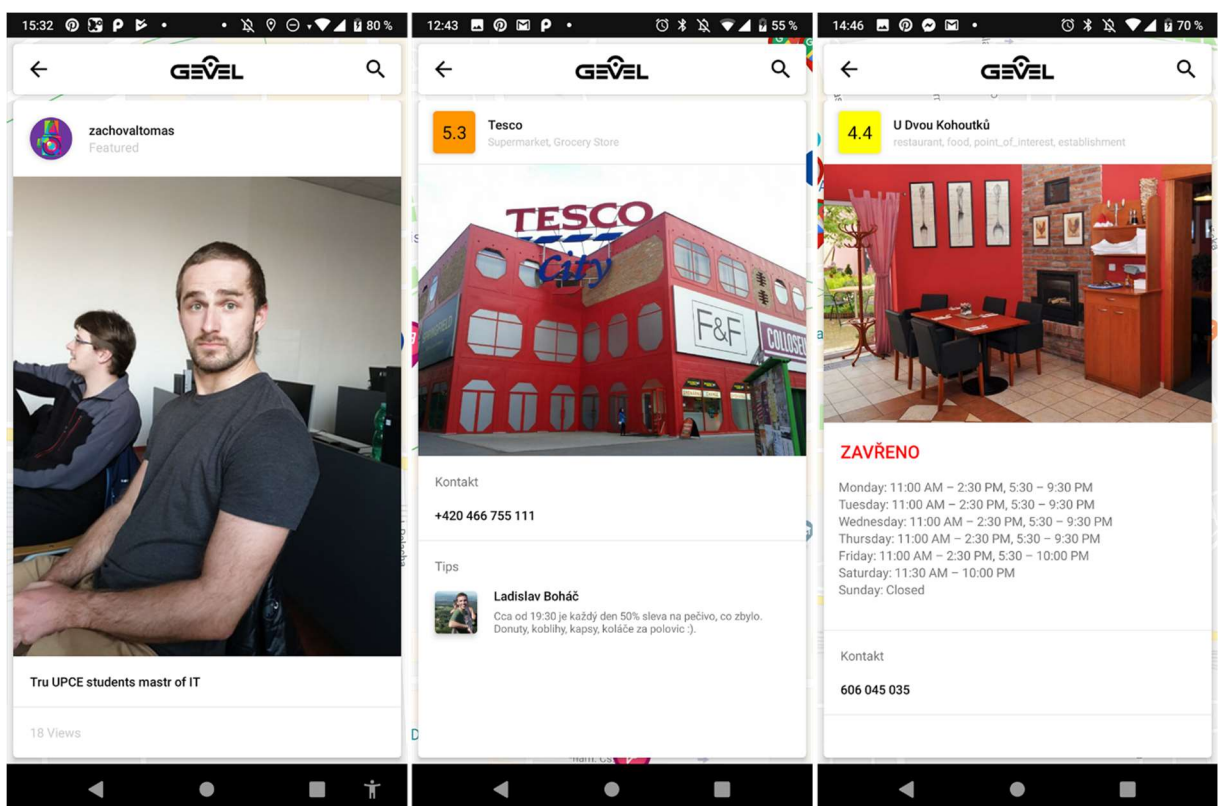 15:32
80 %
GEVEL
zachovaltomas
Featured
Tru UPCE students mastr of IT
18 Views
12:43
55 %
GEVEL
5.3
Tesco
Supermarket, Grocery Store
TESCO
City
F&F
Kontakt
+420 466 755 111
Tips
Ladislav Boháč
Cca od 19:30 je každý den 50% sleva na pečivo, co zbylo.
Donuty, koblihy, kapsy, koláče za polovic :).
14:46
70 %
GEVEL
4.4
U Dvou Kohoutků
restaurant, food, point_of_interest, establishment
ZAVŘENO
Monday: 11:00 AM – 2:30 PM, 5:30 – 9:30 PM
Tuesday: 11:00 AM – 2:30 PM, 5:30 – 9:30 PM
Wednesday: 11:00 AM – 2:30 PM, 5:30 – 9:30 PM
Thursday: 11:00 AM – 2:30 PM, 5:30 – 9:30 PM
Friday: 11:00 AM – 2:30 PM, 5:30 – 10:00 PM
Saturday: 11:30 AM – 10:00 PM
Sunday: Closed
Kontakt
606 045 035